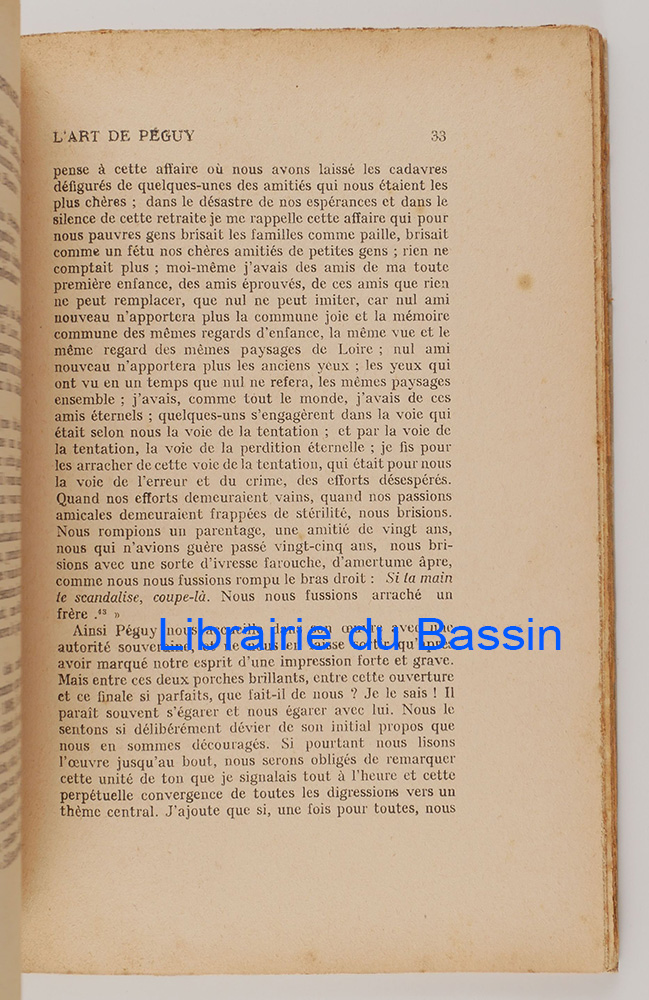 L'ART DE PÉGUY 33
pense à cette affaire où nous avons laissé les cadavres
défigurés de quelques-unes des amitiés qui nous étaient les
plus chères ; dans le désastre de nos espérances et dans le
silence de cette retraite je me rappelle cette affaire qui pour
nous pauvres gens brisait les familles comme paille, brisait
comme un fétu nos chères amitiés de petites gens ; rien ne
comptait plus ; moi-même j'avais des amis de ma toute
première enfance, des amis éprouvés, de ces amis que rien
ne peut remplacer, que nul ne peut imiter, car nul ami
nouveau n'apportera plus la commune joie et la mémoire
commune des mêmes regards d'enfance, la même vue et le
même regard des mêmes paysages de Loire ; nul ami
nouveau n'apportera plus les anciens yeux ; les yeux qui
ont vu en un temps que nul ne refera, les mêmes paysages
ensemble ; j'avais, comme tout le monde, j'avais de ces
amis éternels ; quelques-uns s'engagèrent dans la voie qui
était selon nous la voie de la tentation ; et par la voie de
la tentation, la voie de la perdition éternelle ; je fis pour
les arracher de cette voie de la tentation, qui était pour nous
la voie de l'erreur et du crime, des efforts désespérés.
Quand nos efforts demeuraient vains, quand nos passions
amicales demeuraient frappées de stérilité, nous brisions.
Nous rompions un parentage, une amitié de vingt ans,
nous qui n'avions guère passé vingt-cinq ans, nous bri-
sions avec une sorte d'ivresse farouche, d'amertume âpre,
comme nous nous fussions rompu le bras droit : Si ta main
te scandalise, coupe-là. Nous nous fussions arraché un
frère .⁴³ »
Ainsi Péguy nous accueille dans son œuvre avec une
autorité souveraine, et ne nous en laisse sortir qu'après
avoir marqué notre esprit d'une impression forte et grave.
Mais entre ces deux porches brillants, entre cette ouverture
et ce finale si parfaits, que fait-il de nous ? Je le sais ! Il
paraît souvent s'égarer et nous égarer avec lui. Nous le
sentons si délibérément dévier de son initial propos que
nous en sommes découragés. Si pourtant nous lisons
l'œuvre jusqu'au bout, nous serons obligés de remarquer
cette unité de ton que je signalais tout à l'heure et cette
perpétuelle convergence de toutes les digressions vers un
thème central. J'ajoute que si, une fois pour toutes, nous
Librairie du Bassin